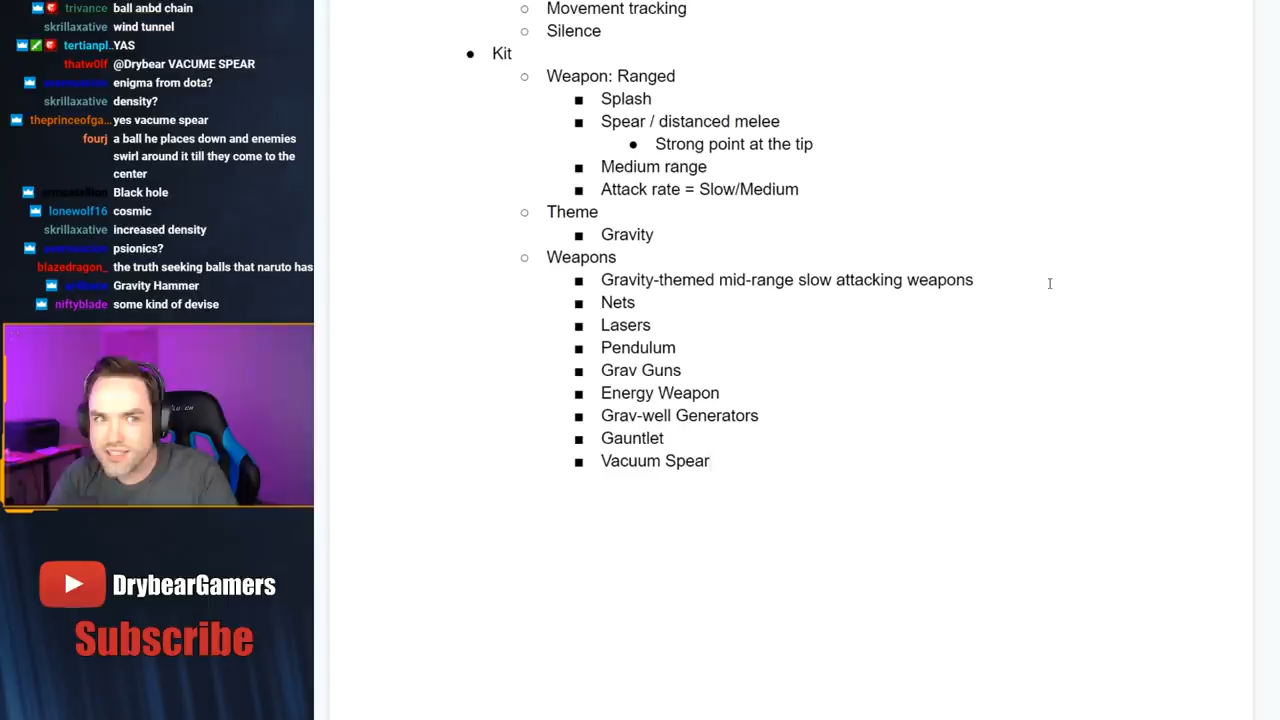 trivance ball anbd chain
skrillaxative wind tunnel
tertianpl.. YAS
thatw0lf @Drybear VACUME SPEAR
enigma from dota?
skrillaxative density?
theprinceofga... yes vacume spear
fourj a ball he places down and enemies
swirl around it till they come to the
center
Black hole
lonewolf16 cosmic
skrillaxative increased density
psionics?
blazedragon_ the truth seeking balls that naruto has
Gravity Hammer
niftyblade some kind of devise
DrybearGamers
Subscribe
Movement tracking
Silence
Kit
Weapon: Ranged
Splash
Spear / distanced melee
Strong point at the tip
Medium range
Attack rate = Slow/Medium
Theme
Gravity
Weapons
Gravity-themed mid-range slow attacking weapons
Nets
Lasers
Pendulum
Grav Guns
Energy Weapon
Grav-well Generators
Gauntlet
Vacuum Spear